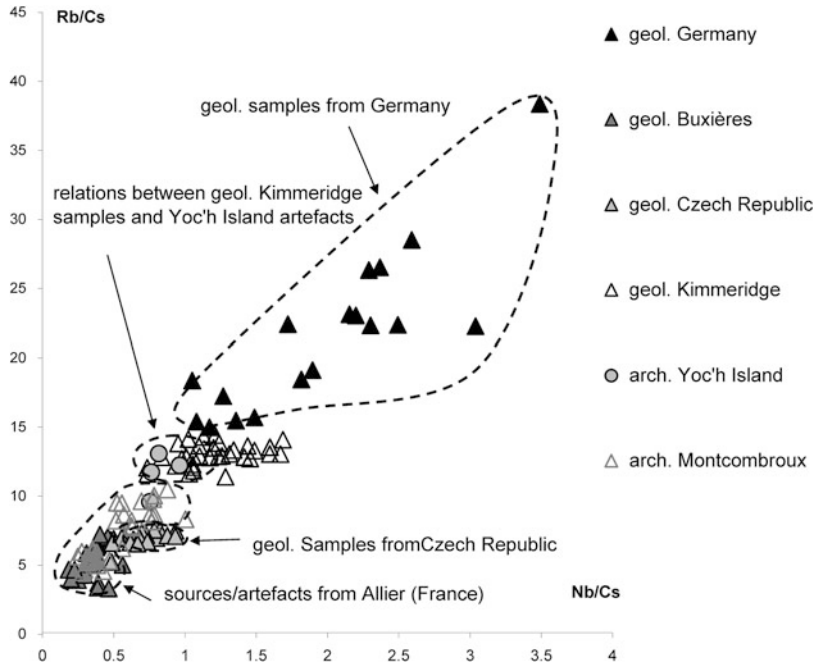 Rb/Cs
45
40
35
30
25
20
15
10
5
0
0
0.5
1
1.5
2
2.5
3
3.5
4
Nb/Cs
geol. samples from Germany
relations between geol. Kimmeridge
samples and Yoc'h Island artefacts
geol. Samples fromCzech Republic
sources/artefacts from Allier (France)
geol. Germany
geol. Buxières
geol. Czech Republic
geol. Kimmeridge
arch. Yoc'h Island
arch. Montcombroux